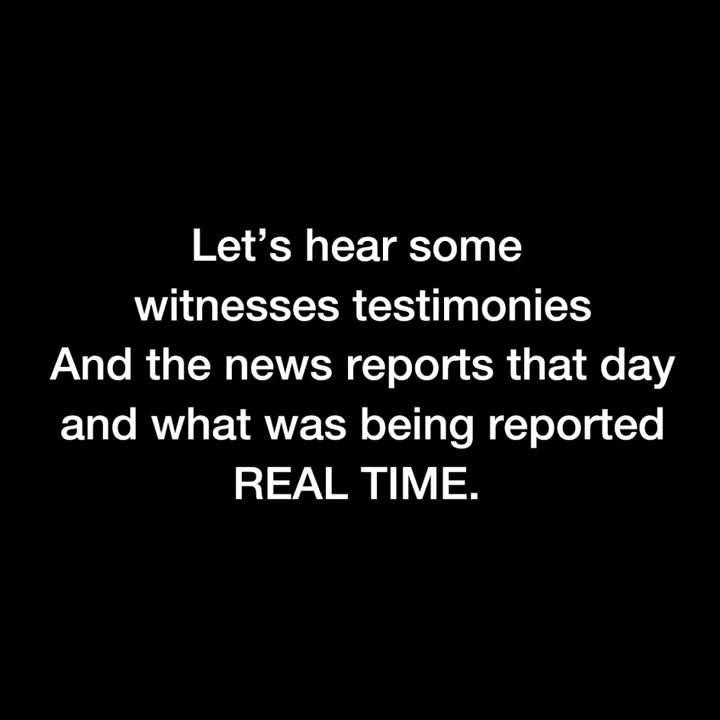 Let’s hear some
witnesses testimonies
And the news reports that day
and what was being reported
REAL TIME.